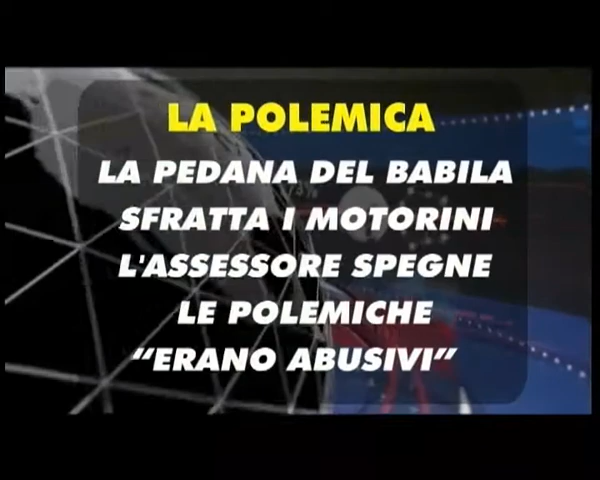 LA POLEMICA
LA PEDANA DEL BABILA
SFRATTA I MOTORINI
L'ASSESSORE SPEGNE
LE POLEMICHE
“ERANO ABUSIVI”